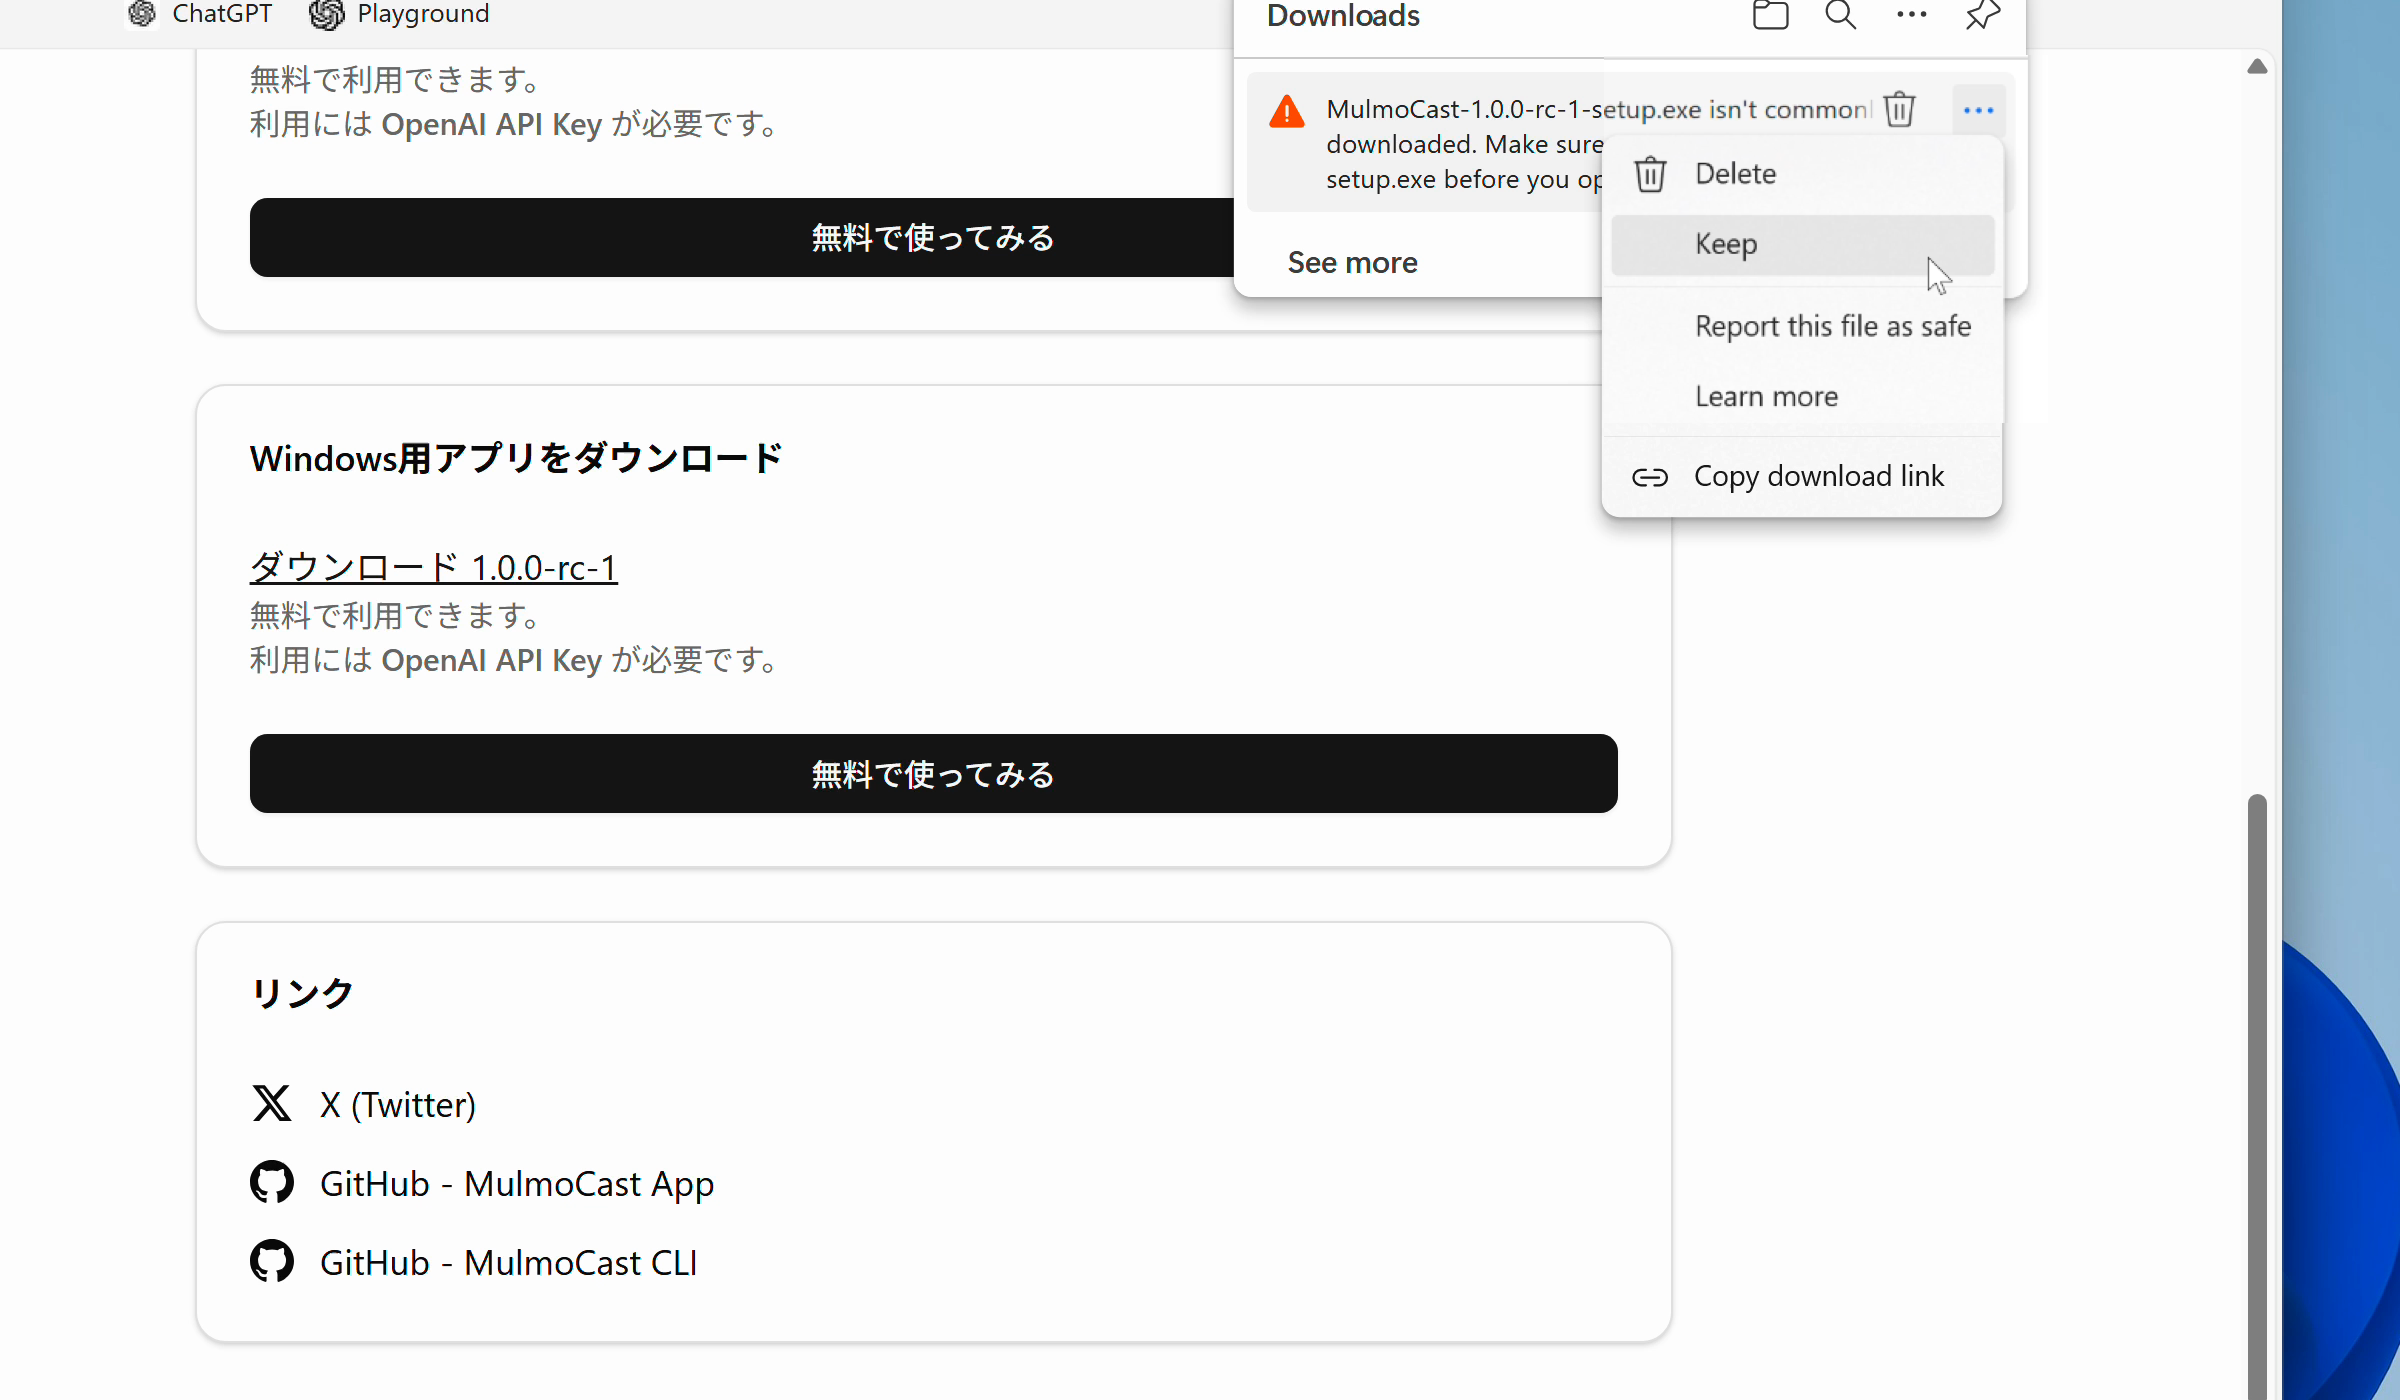 ChatGPT
Playground
Downloads
無料で利用できます。
利用には OpenAI API Key が必要です。
無料で使ってみる
MulmoCast-1.0.0-rc-1-setup.exe isn't commonl
downloaded. Make sure
setup.exe before you op
See more
Delete
Keep
Report this file as safe
Learn more
Copy download link
Windows用アプリをダウンロード
ダウンロード 1.0.0-rc-1
無料で利用できます。
利用には OpenAI API Key が必要です。
無料で使ってみる
リンク
X (Twitter)
GitHub - MulmoCast App
GitHub - MulmoCast CLI